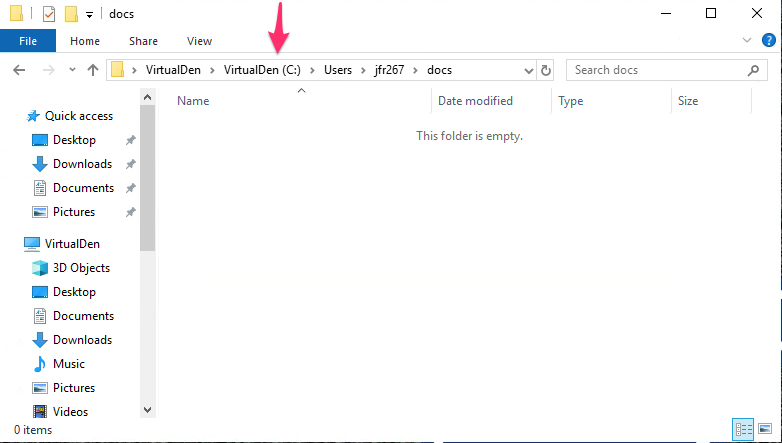 docs
File Home Share View
VirtualDen VirtualDen (C:) Users jfr267 docs Search docs
Name Date modified Type Size
This folder is empty.
Quick access
Desktop
Downloads
Documents
Pictures
VirtualDen
3D Objects
Desktop
Documents
Downloads
Music
Pictures
Videos
0 items